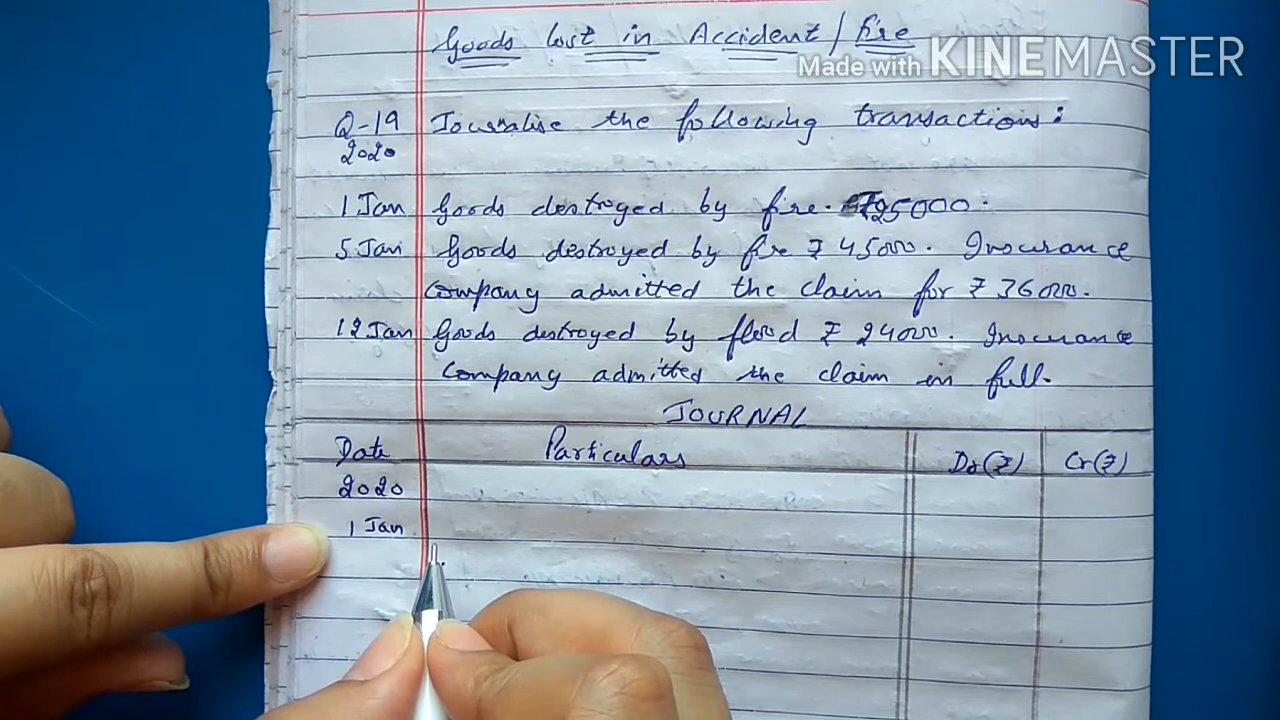 Goods Lost in Accident / Fire
Made with KINEMASTER
Q-19 Journalise the following transactions:
2020
1 Jan Goods destroyed by fire. ₹25000.
5 Jan Goods destroyed by fire ₹ 45000. Insurance
Company admitted the claim for ₹ 36000.
12 Jan Goods destroyed by flood ₹ 24000. Insurance
Company admitted the claim in full.
JOURNAL
Date Particulars Dr(₹) Cr(₹)
2020
1 Jan